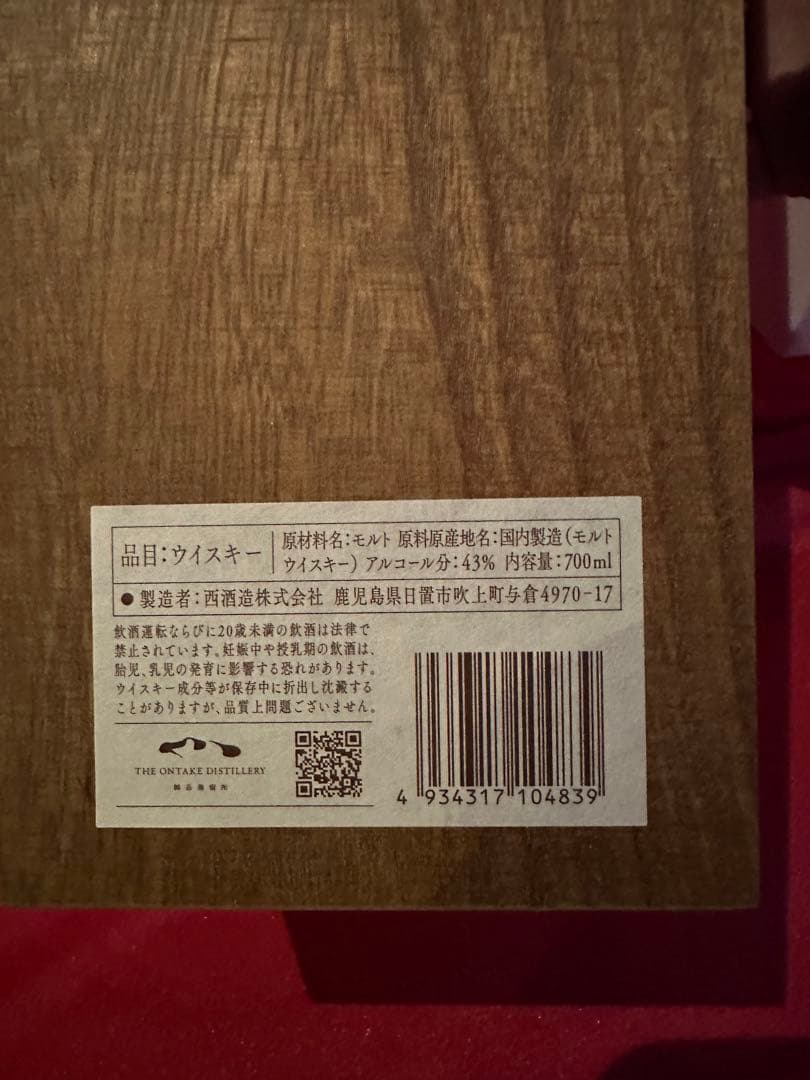 品目：ウイスキー
原材料名：モルト 原料原産地名：国内製造（モルト
ウイスキー） アルコール分：43% 内容量：700ml
● 製造者：西酒造株式会社 鹿児島県日置市吹上町与倉4970-17
飲酒運転ならびに20歳未満の飲酒は法律で
禁止されています。妊娠中や授乳期の飲酒は、
胎児、乳児の発育に影響する恐れがあります。
ウイスキー成分等が保存中に折出し沈澱する
ことがありますが、品質上問題ございません。
THE ONTAKE DISTILLERY
御岳蒸留所
4 934317 104839